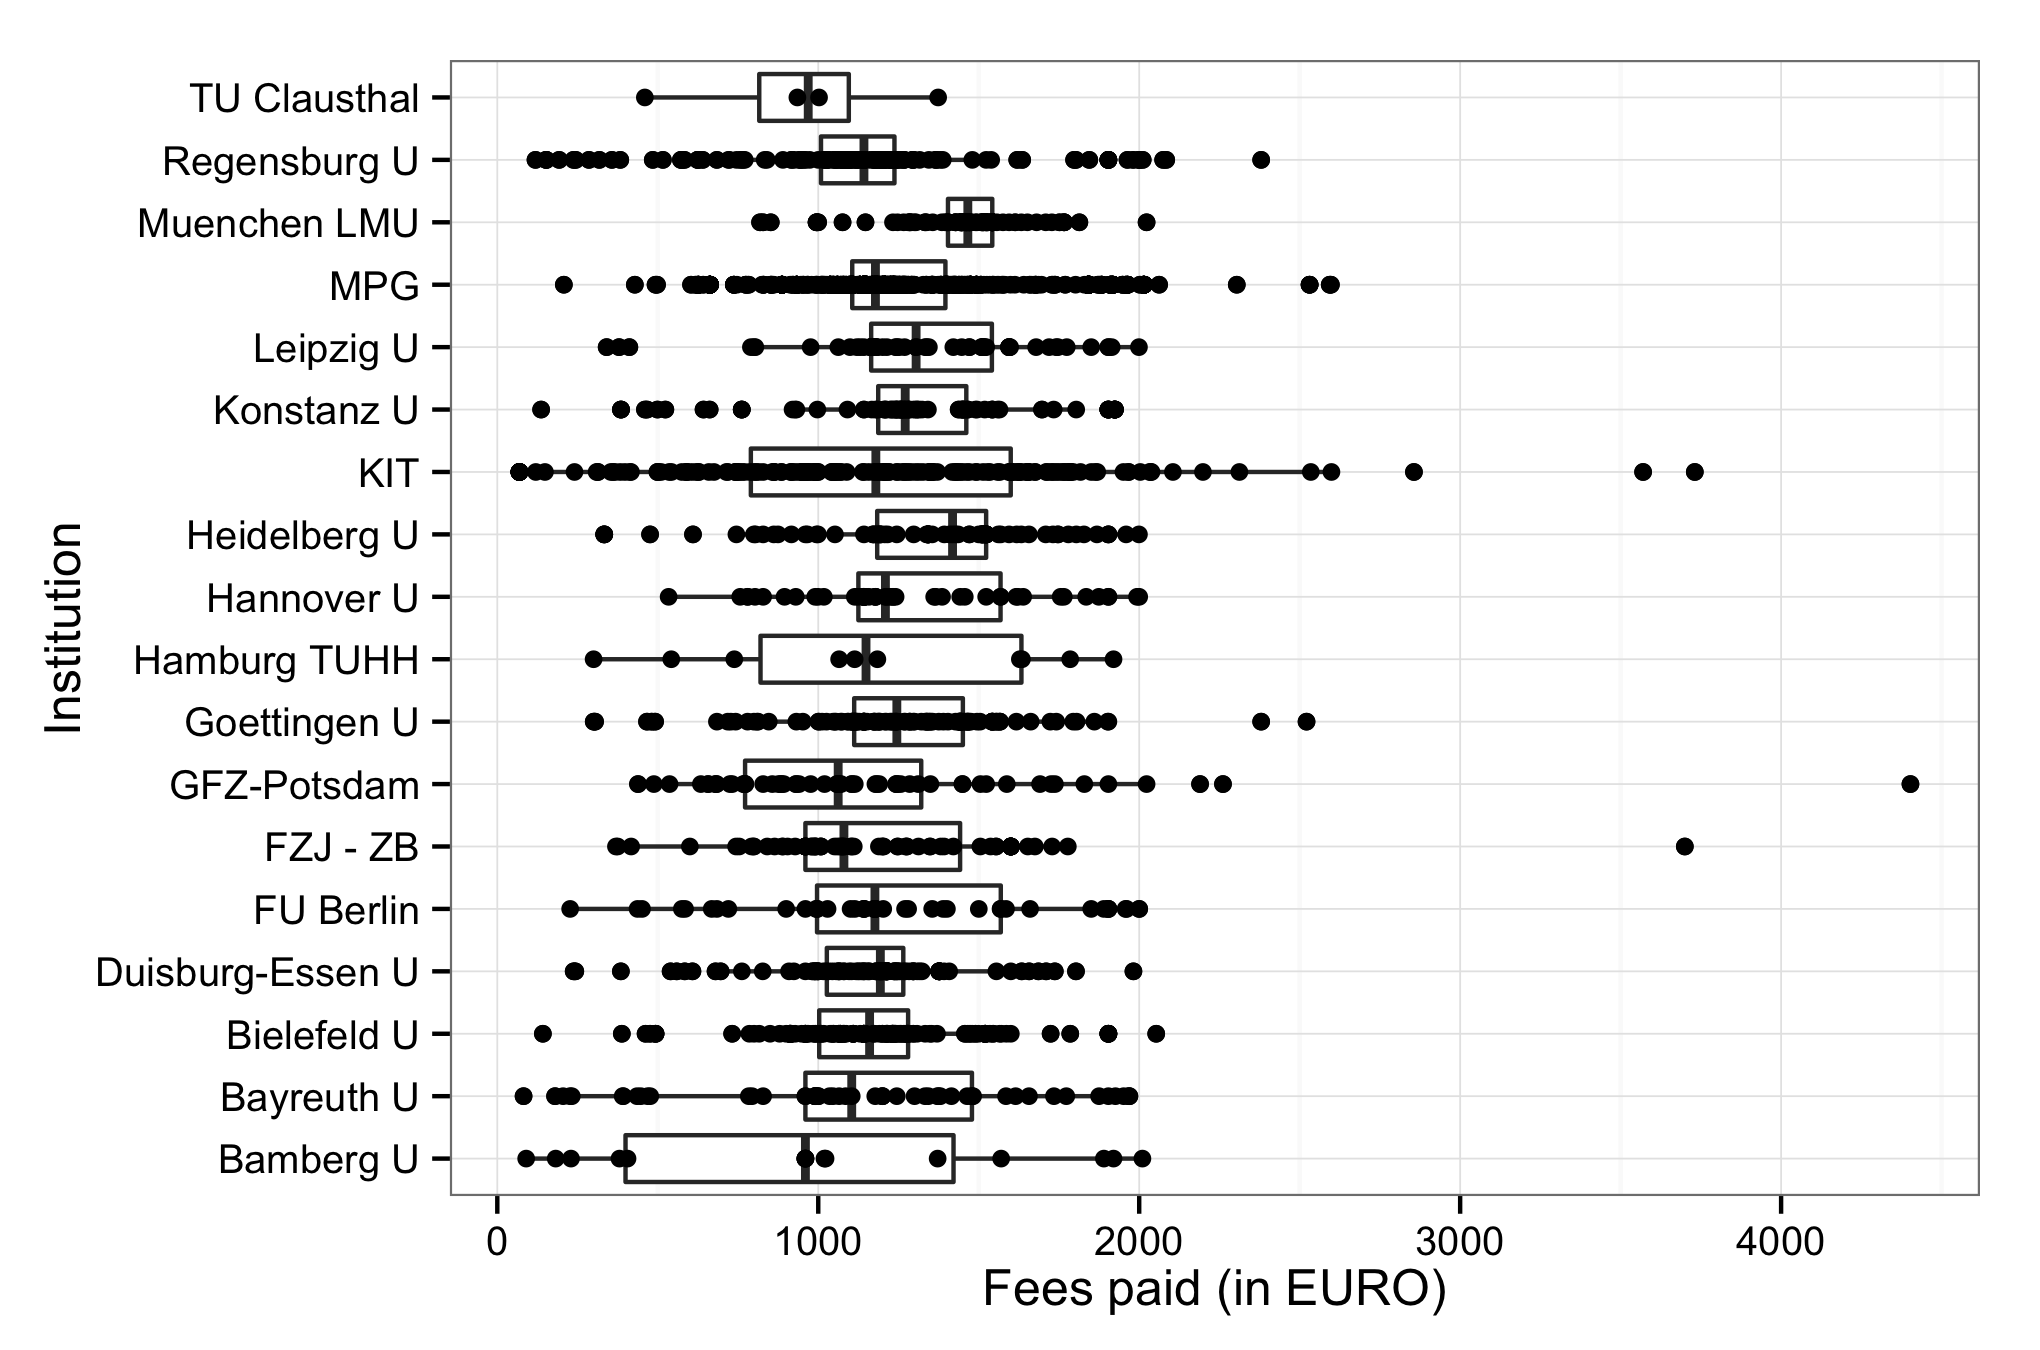 TU Clausthal
Regensburg U
Muenchen LMU
MPG
Leipzig U
Konstanz U
KIT
Heidelberg U
Hannover U
Hamburg TUHH
Goettingen U
GFZ-Potsdam
FZJ - ZB
FU Berlin
Duisburg-Essen U
Bielefeld U
Bayreuth U
Bamberg U
Institution
0 1000 2000 3000 4000
Fees paid (in EURO)